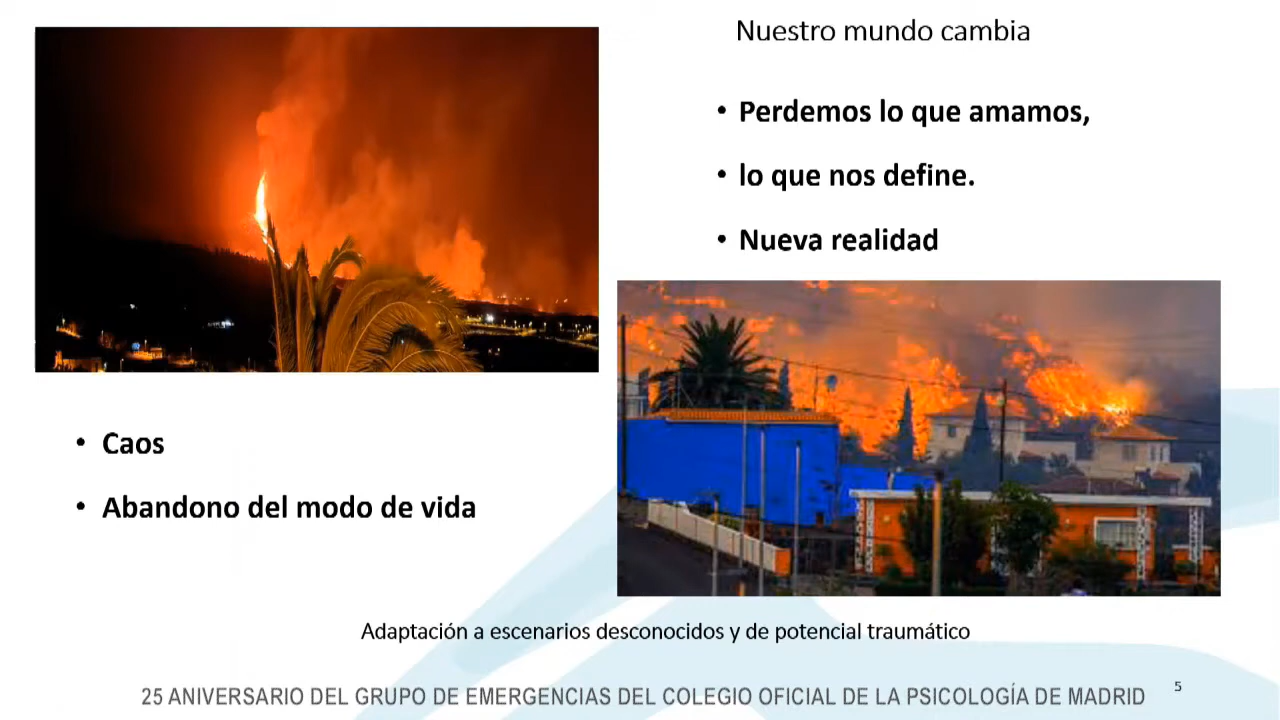 Nuestro mundo cambia
• Perdemos lo que amamos,
• lo que nos define.
• Nueva realidad
• Caos
• Abandono del modo de vida
Adaptación a escenarios desconocidos y de potencial traumático
25 ANIVERSARIO DEL GRUPO DE EMERGENCIAS DEL COLEGIO OFICIAL DE LA PSICOLOGÍA DE MADRID
5